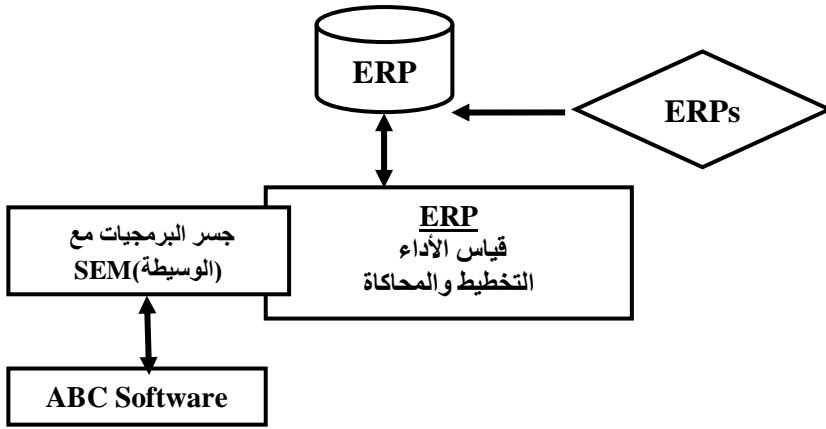 ERP
ERPs
ERP
قياس الأداء
التخطيط والمحاكاة
جسر البرمجيات مع
(الوسيطة)SEM
ABC Software